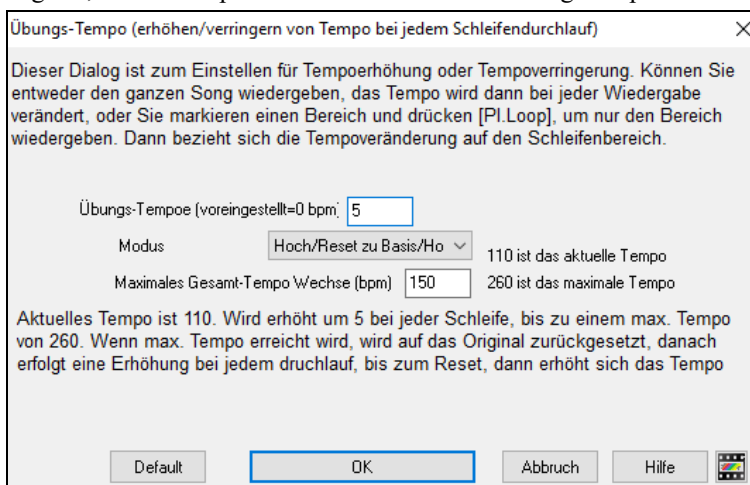 Übungs-Tempo (erhöhen/verringern von Tempo bei jedem Schleifendurchlauf)
Dieser Dialog ist zum Einstellen für Tempoerhöhung oder Tempoverringerung. Können Sie
entweder den ganzen Song wiedergeben, das Tempo wird dann bei jeder Wiedergabe
verändert, oder Sie markieren einen Bereich und drücken [Pl.Loop], um nur den Bereich
wiedergeben. Dann bezieht sich die Tempoveränderung auf den Schleifenbereich.
Übungs-Tempoe (voreingestellt=0 bpm) 5
Modus Hoch/Reset zu Basis/Ho 110 ist das aktuelle Tempo
Maximales Gesamt-Tempo Wechse (bpm) 150 260 ist das maximale Tempo
Aktuelles Tempo ist 110. Wird erhöht um 5 bei jeder Schleife, bis zu einem max. Tempo
von 260. Wenn max. Tempo erreicht wird, wird auf das Original zurückgesetzt, danach
erfolgt eine Erhöhung bei jedem druchlauf, bis zum Reset, dann erhöht sich das Tempo
Default OK Abbruch Hilfe